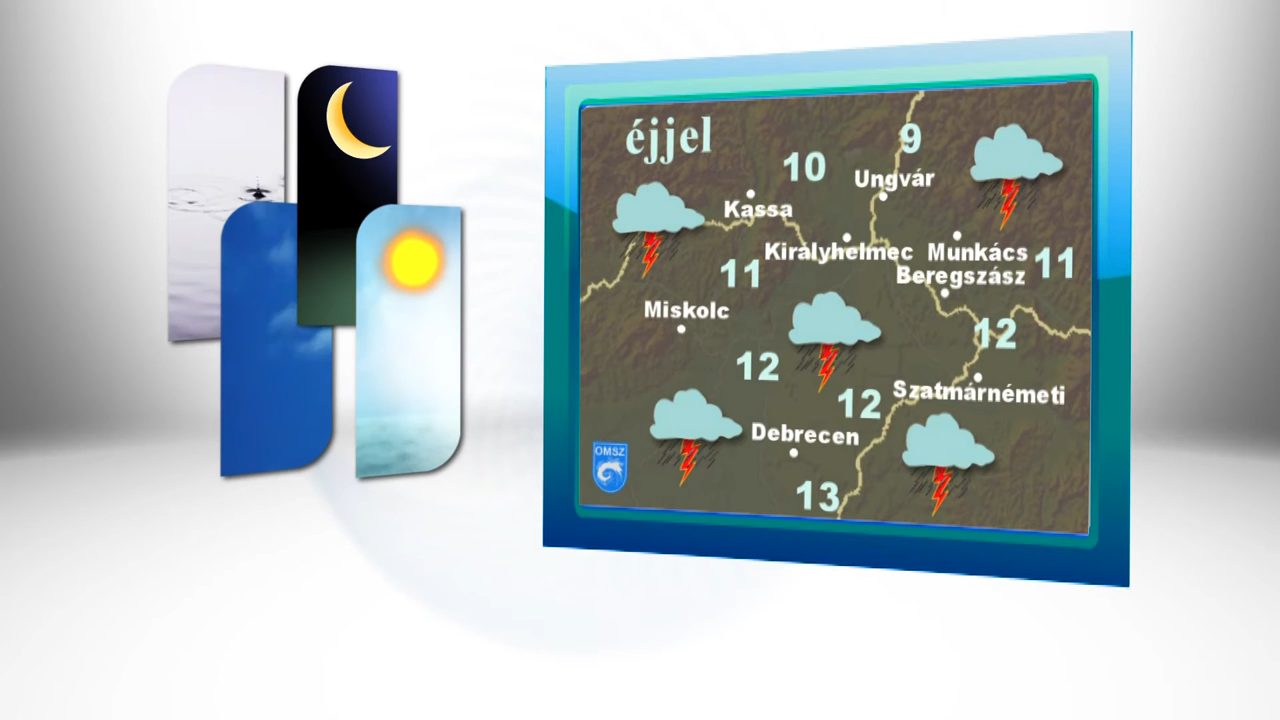 éjjel
9
10
Ungvár
Kassa
Királyhelmec
Munkács
11
11
Beregszász
Miskolc
12
12
12
Szatmárnémeti
Debrecen
OMSZ
13